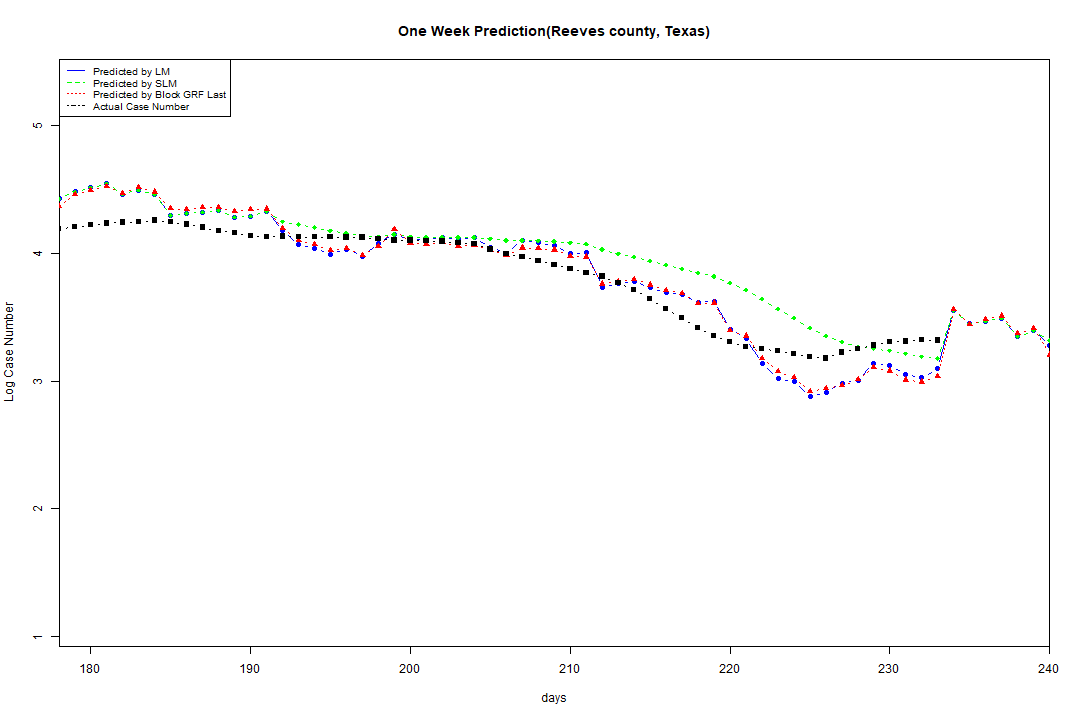 One Week Prediction(Reeves county, Texas)
Predicted by LM
Predicted by SLM
Predicted by Block GRF Last
Actual Case Number
5
4
3
2
1
Log Case Number
180 190 200 210 220 230 240
days